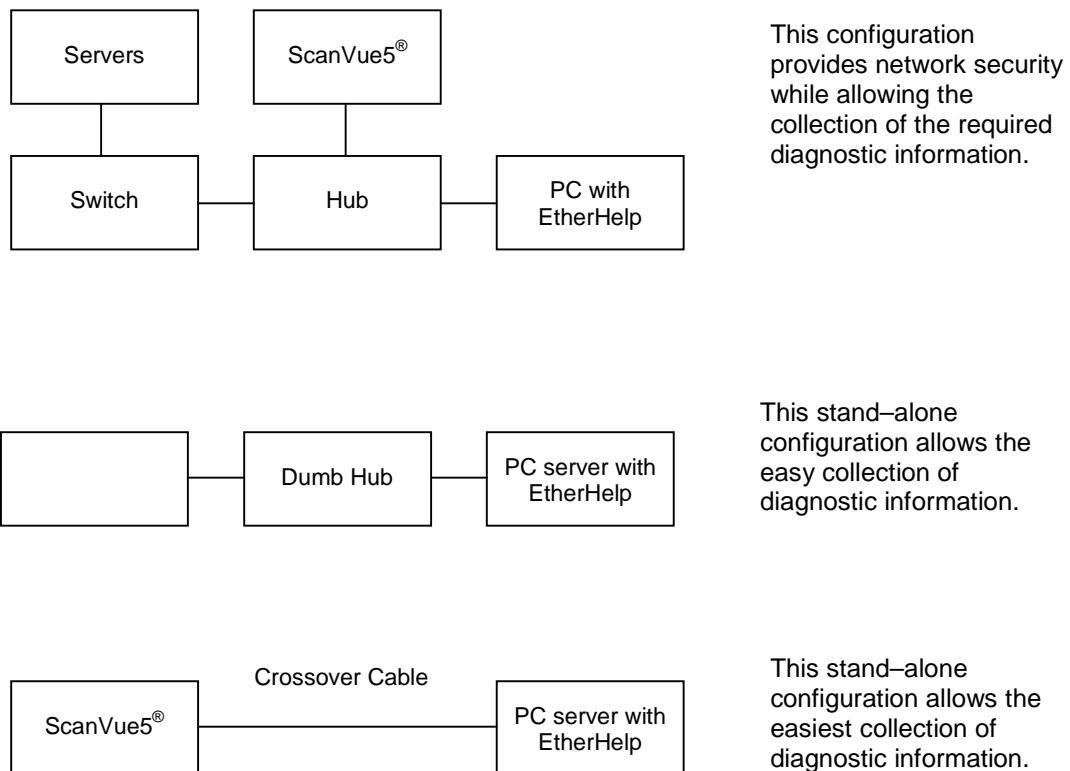 Servers
ScanVue5®
This configuration
provides network security
while allowing the
collection of the required
diagnostic information.
Switch
Hub
PC with
EtherHelp
This stand–alone
configuration allows the
easy collection of
diagnostic information.
Dumb Hub
PC server with
EtherHelp
Crossover Cable
ScanVue5®
PC server with
EtherHelp
This stand–alone
configuration allows the
easiest collection of
diagnostic information.